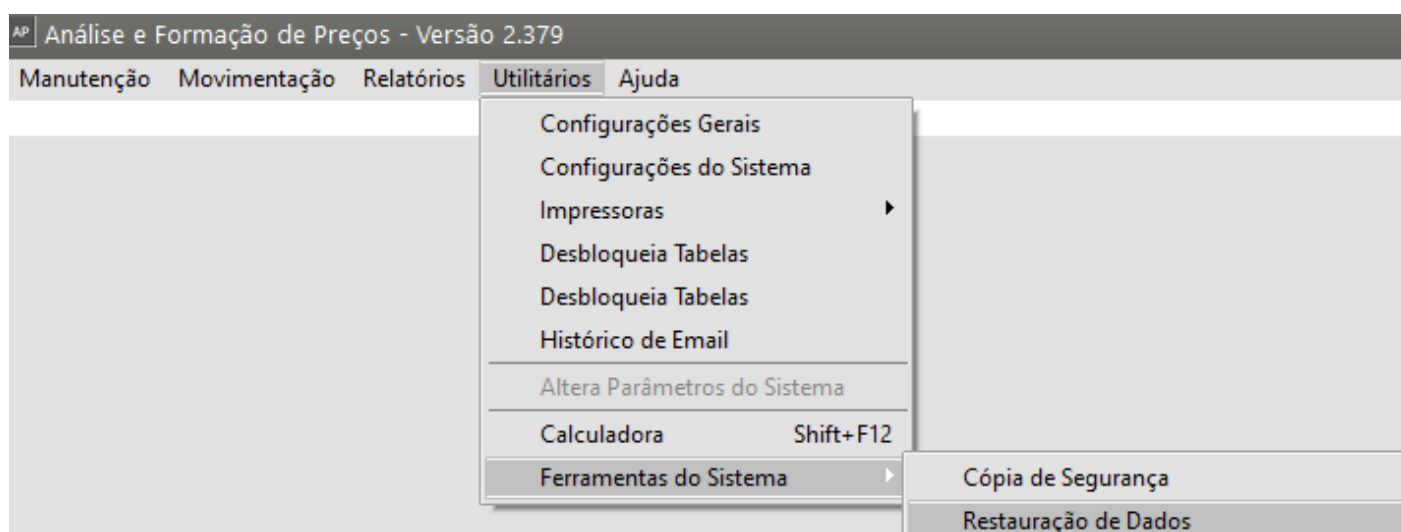 AP Análise e Formação de Preços - Versão 2.379
Manutenção Movimentação Relatórios Utilitários Ajuda
Configurações Gerais
Configurações do Sistema
Impressoras
Desbloqueia Tabelas
Desbloqueia Tabelas
Histórico de Email
Altera Parâmetros do Sistema
Calculadora Shift+F12
Ferramentas do Sistema Cópia de Segurança
Restauração de Dados